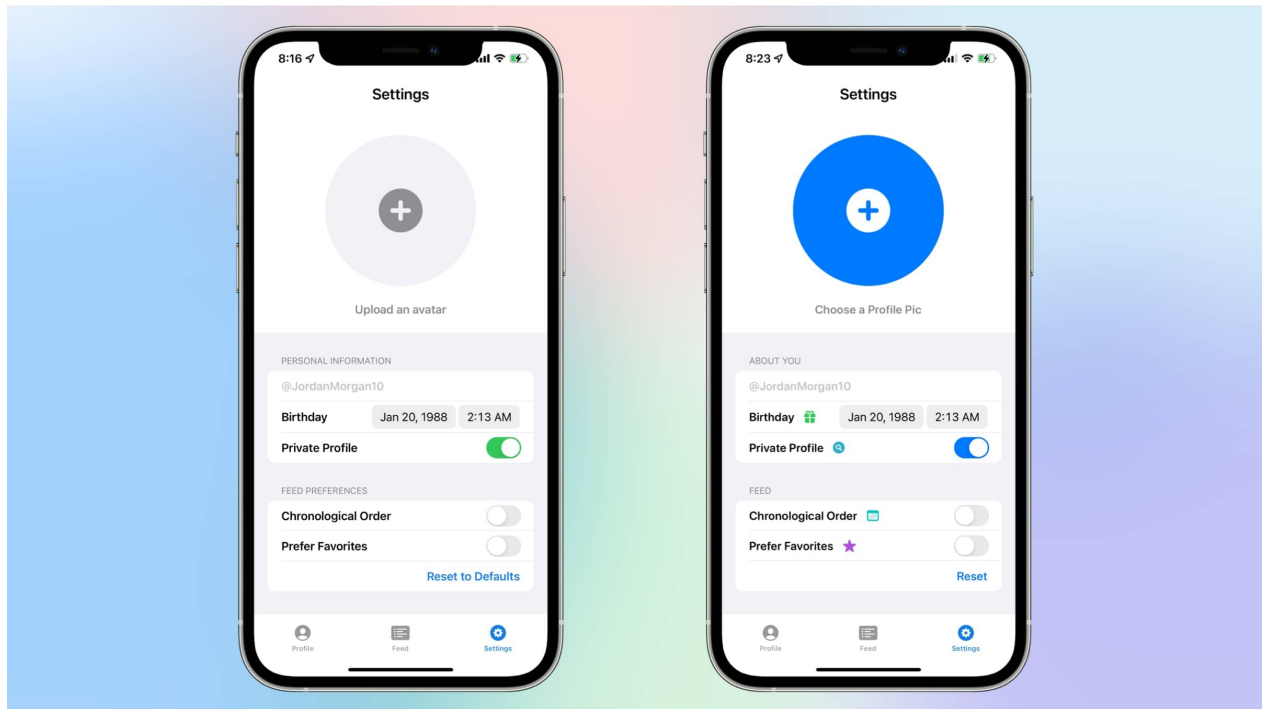 8:16
Settings
Upload an avatar
PERSONAL INFORMATION
@JordanMorgan10
Birthday Jan 20, 1988 2:13 AM
Private Profile
FEED PREFERENCES
Chronological Order
Prefer Favorites
Reset to Defaults
Profile Feed Settings
8:23
Settings
Choose a Profile Pic
ABOUT YOU
@JordanMorgan10
Birthday Jan 20, 1988 2:13 AM
Private Profile
FEED
Chronological Order
Prefer Favorites
Reset
Profile Feed Settings